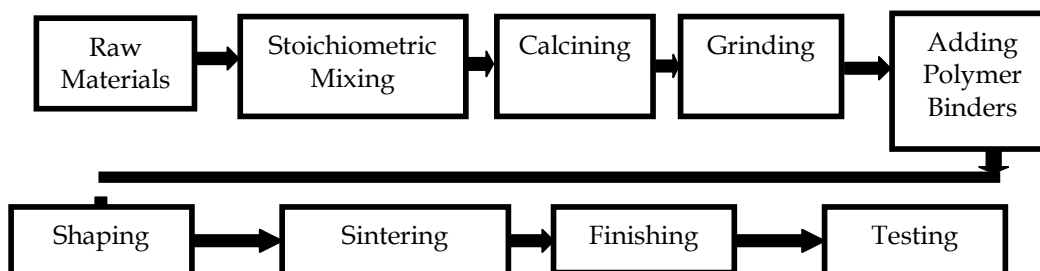 Raw
Materials
Stoichiometric
Mixing
Calcining
Grinding
Adding
Polymer
Binders
Shaping
Sintering
Finishing
Testing